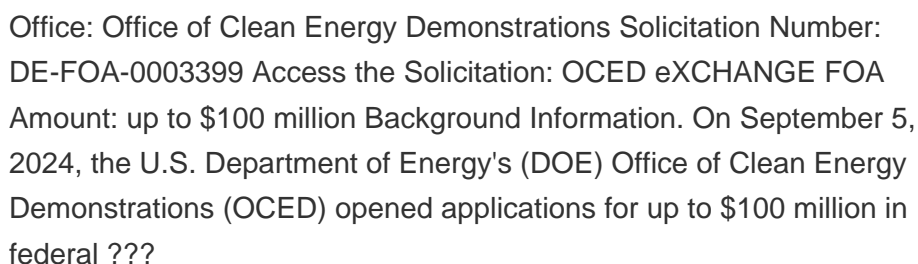 Office: Office of Clean Energy Demonstrations Solicitation Number:
DE-FOA-0003399 Access the Solicitation: OCED eXCHANGE FOA
Amount: up to $100 million Background Information. On September 5,
2024, the U.S. Department of Energy's (DOE) Office of Clean Energy
Demonstrations (OCED) opened applications for up to $100 million in
federal ???